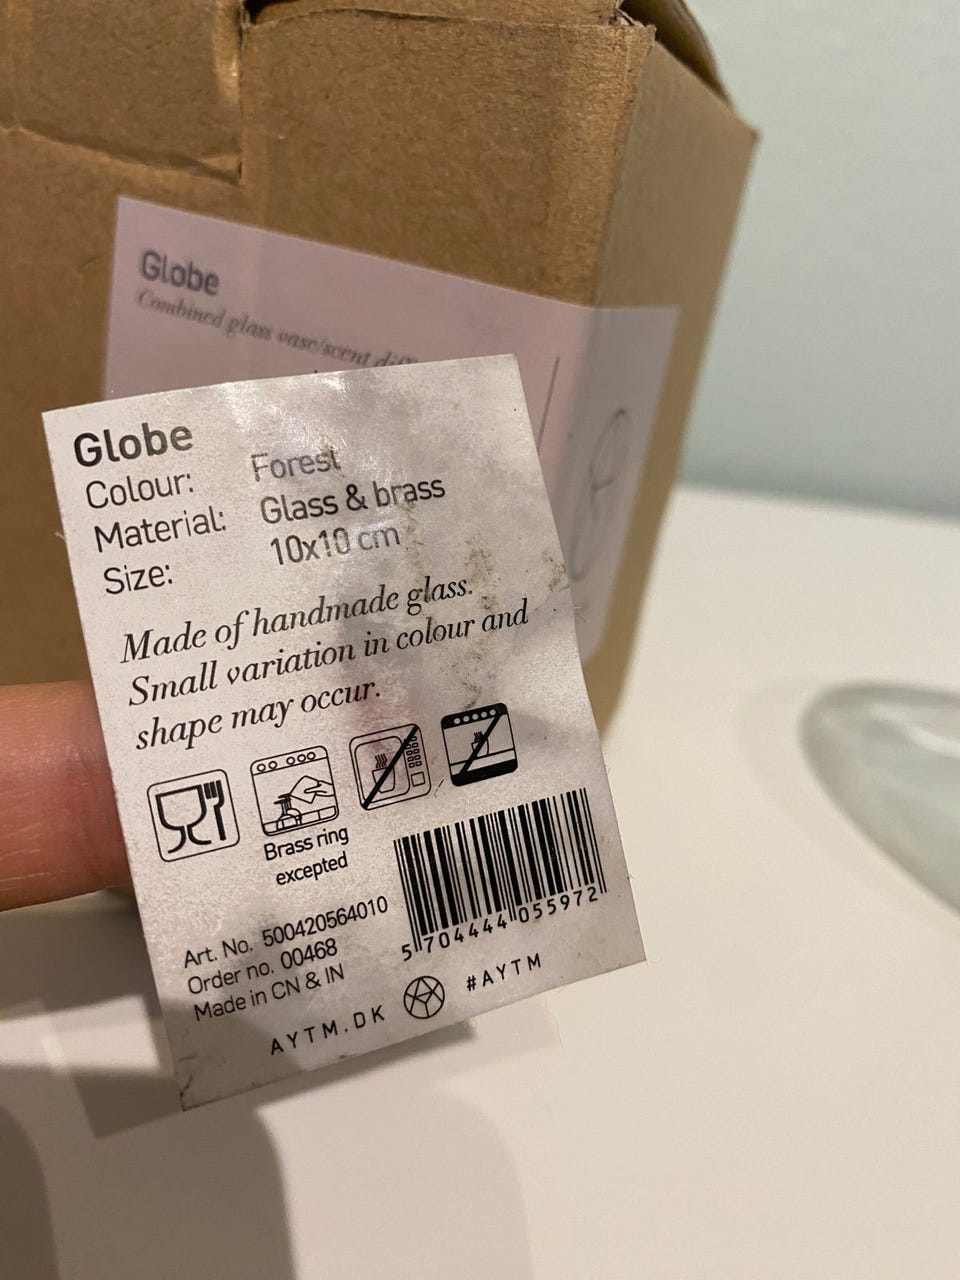 Globe
Combined glass vase/scent
Globe
Colour: Forest
Material: Glass & brass
Size: 10x10 cm
Made of handmade glass.
Small variation in colour and
shape may occur.
Brass ring
excepted
Art. No. 500420564010
Order no. 00468
Made in CN & IN
5 704444 055972
AYTM.DK #AYTM